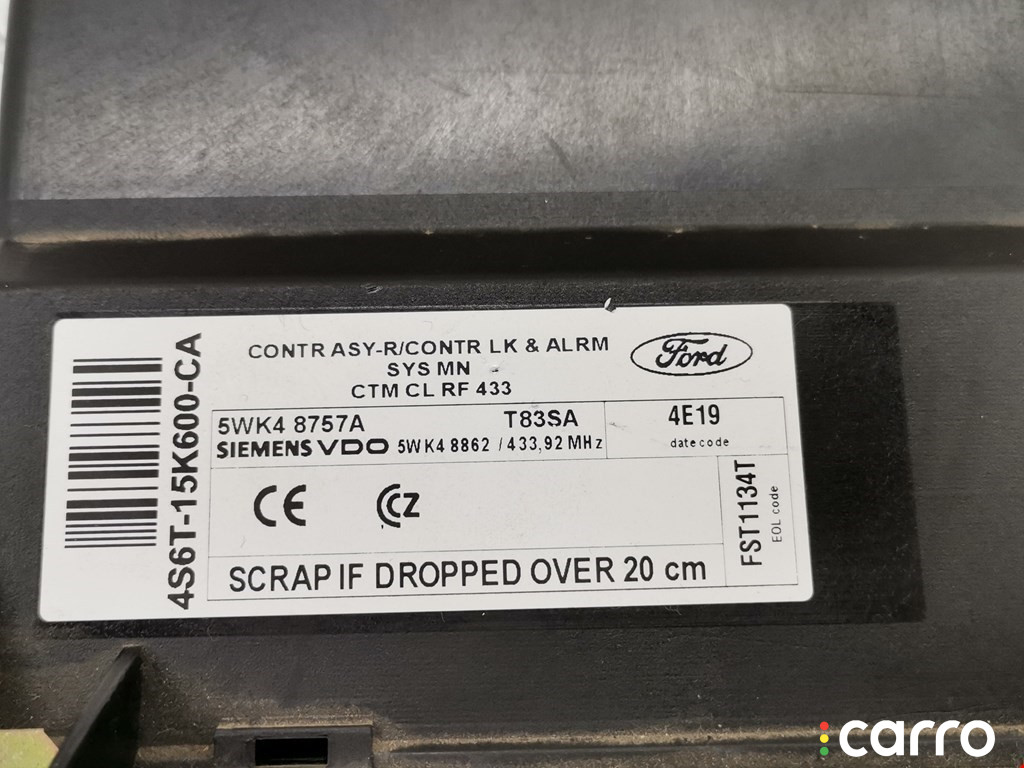 4S6T-15K600-CA
CONTR ASY-R/CONTR LK & ALRM
SYS MN
CTM CL RF 433
Ford
5WK4 8757A T83SA
SIEMENS VDO 5WK4 8862 / 433,92 MHz
4E19
datecode
CE CZ
FST1134T
EOL code
SCRAP IF DROPPED OVER 20 cm
carro